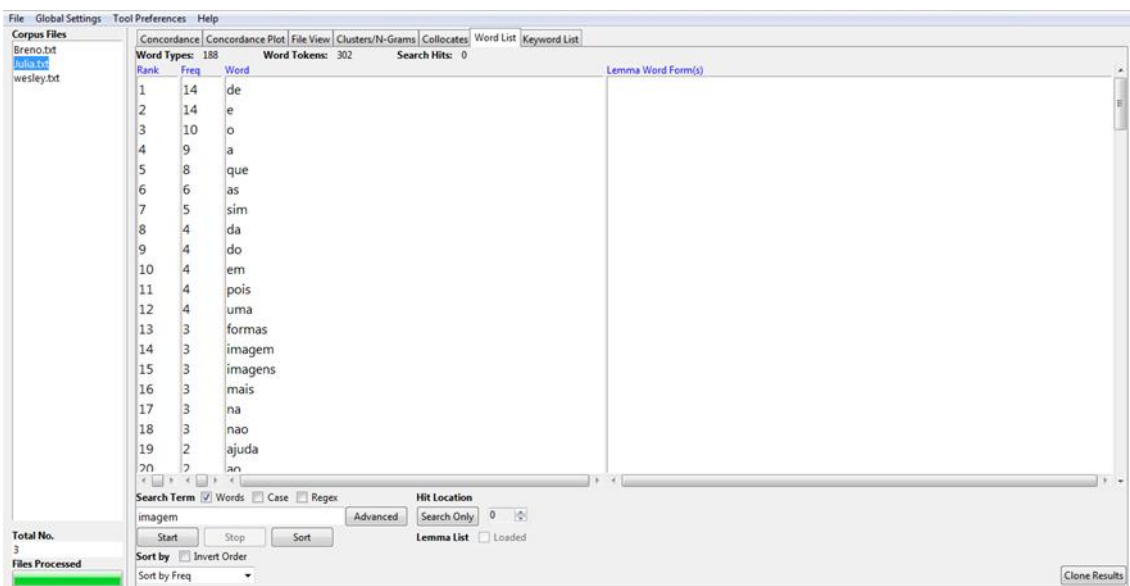 File Global Settings Tool Preferences Help
Corpus Files
Breno.txt
Julia.txt
wesley.txt
Concordance Concordance Plot File View Clusters/N-Grams Collocates Word List Keyword List
Word Types: 188 Word Tokens: 302 Search Hits: 0
Rank Freq Word Lemma Word Form(s)
1 14 de
2 14 e
3 10 o
4 9 a
5 8 que
6 6 as
7 5 sim
8 4 da
9 4 do
10 4 em
11 4 pois
12 4 uma
13 3 formas
14 3 imagem
15 3 imagens
16 3 mais
17 3 na
18 3 nao
19 2 ajuda
20 2 ao
Search Term Words Case Regex Hit Location
imagem Advanced Search Only 0
Start Stop Sort Lemma List Loaded
Sort by Invert Order
Sort by Freq Clone Results
Total No.
3
Files Processed